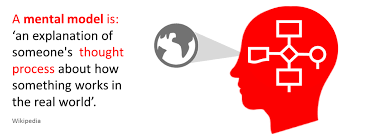 A mental model is:
‘an explanation of
someone's thought
process about how
something works in
the real world’.
Wikipedia